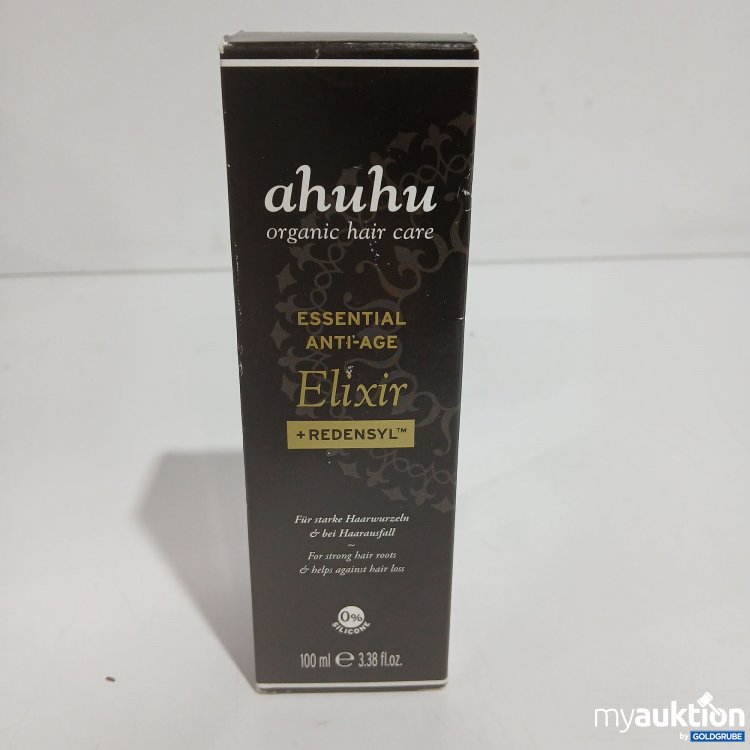 ahuhu
organic hair care
ESSENTIAL
ANTI-AGE
Elixir
+REDENSYL™
Für starke Haarwurzeln
& bei Haarausfall
~
For strong hair roots
& helps against hair loss
0%
SILICONE
100 ml ℮ 3.38 fl.oz.
myauktion
by GOLDGRUBE